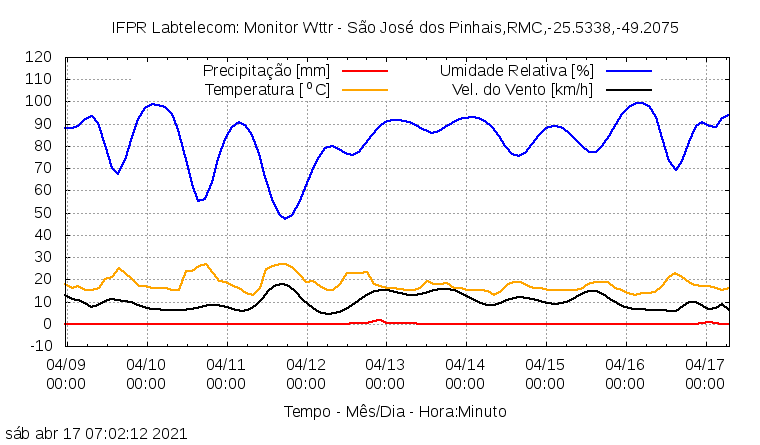 IFPR Labtelecom: Monitor Wttr - São José dos Pinhais,RMC,-25.5338,-49.2075
Precipitação [mm] Umidade Relativa [%]
Temperatura [ ⁰C] Vel. do Vento [km/h]
120
110
100
90
80
70
60
50
40
30
20
10
0
-10
04/09 04/10 04/11 04/12 04/13 04/14 04/15 04/16 04/17
00:00 00:00 00:00 00:00 00:00 00:00 00:00 00:00 00:00
Tempo - Mês/Dia - Hora:Minuto
sáb abr 17 07:02:12 2021